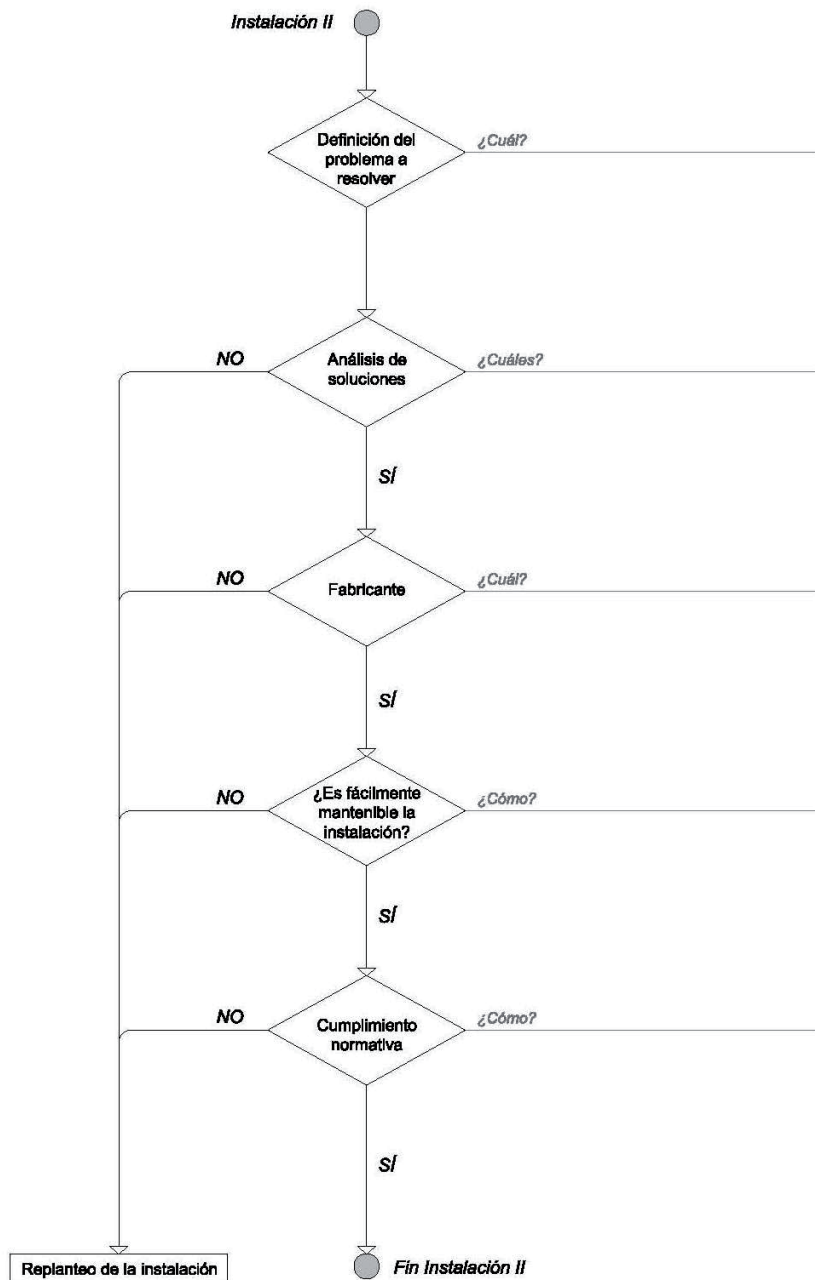 Instalación II
Definición del
problema a
resolver
¿Cuál?
NO
Análisis de
soluciones
¿Cuáles?
SÍ
NO
Fabricante
¿Cuál?
SÍ
NO
¿Es fácilmente
mantenible la
instalación?
¿Cómo?
SÍ
NO
Cumplimiento
normativa
¿Cómo?
SÍ
Replanteo de la instalación
Fin Instalación II